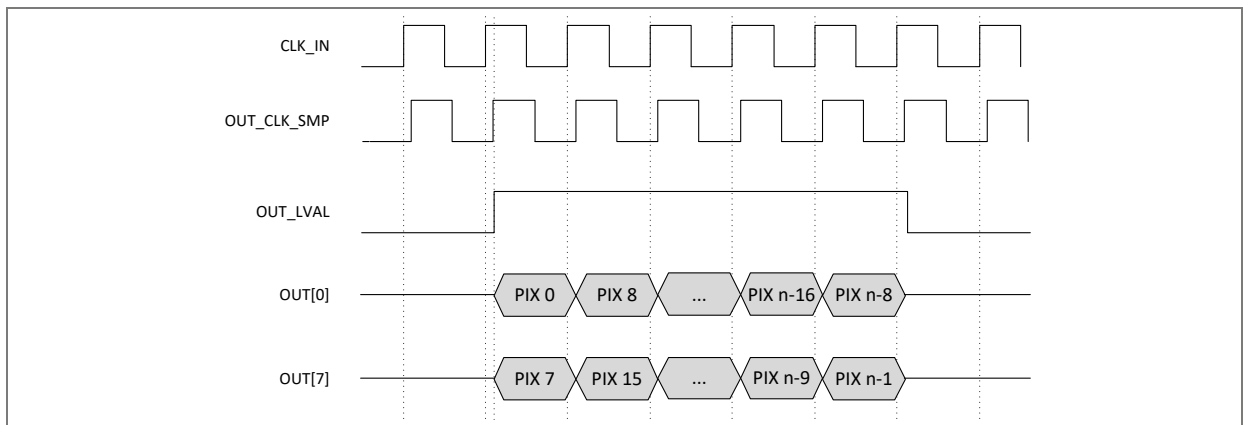 CLK_IN
OUT_CLK_SMP
OUT_LVAL
OUT[0] PIX 0 PIX 8 ... PIX n-16 PIX n-8
OUT[7] PIX 7 PIX 15 ... PIX n-9 PIX n-1